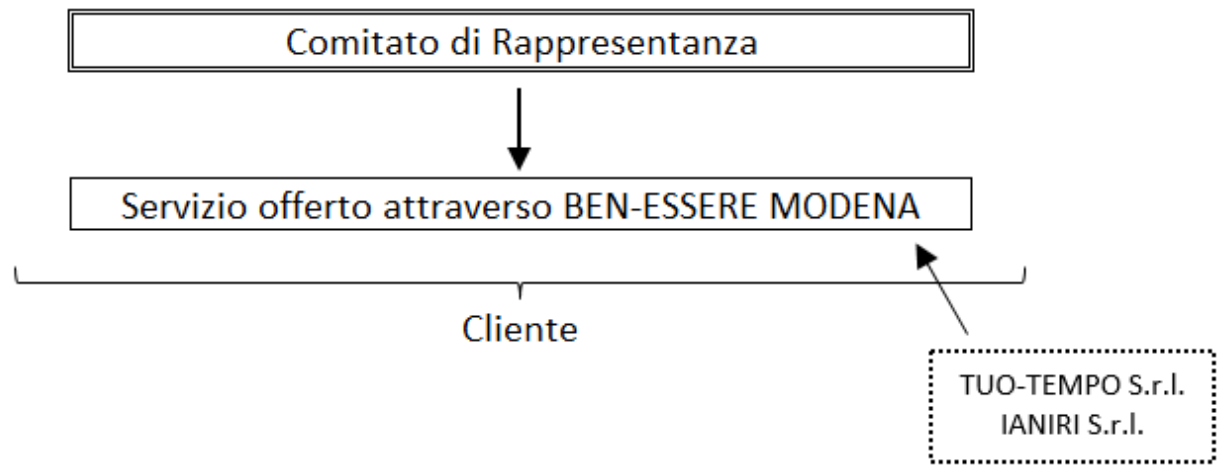 Comitato di Rappresentanza
Servizio offerto attraverso BEN-ESSERE MODENA
Cliente
TUO-TEMPO S.r.l.
IANIRI S.r.l.